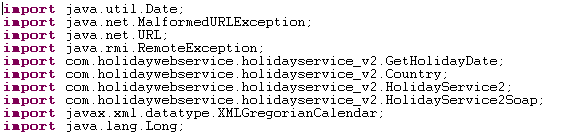 import java.util.Date;
import java.net.MalformedURLException;
import java.net.URL;
import java.rmi.RemoteException;
import com.holidaywebservice.holidayservice_v2.GetHolidayDate;
import com.holidaywebservice.holidayservice_v2.Country;
import com.holidaywebservice.holidayservice_v2.HolidayService2;
import com.holidaywebservice.holidayservice_v2.HolidayService2Soap;
import javax.xml.datatype.XMLGregorianCalendar;
import java.lang.Long;